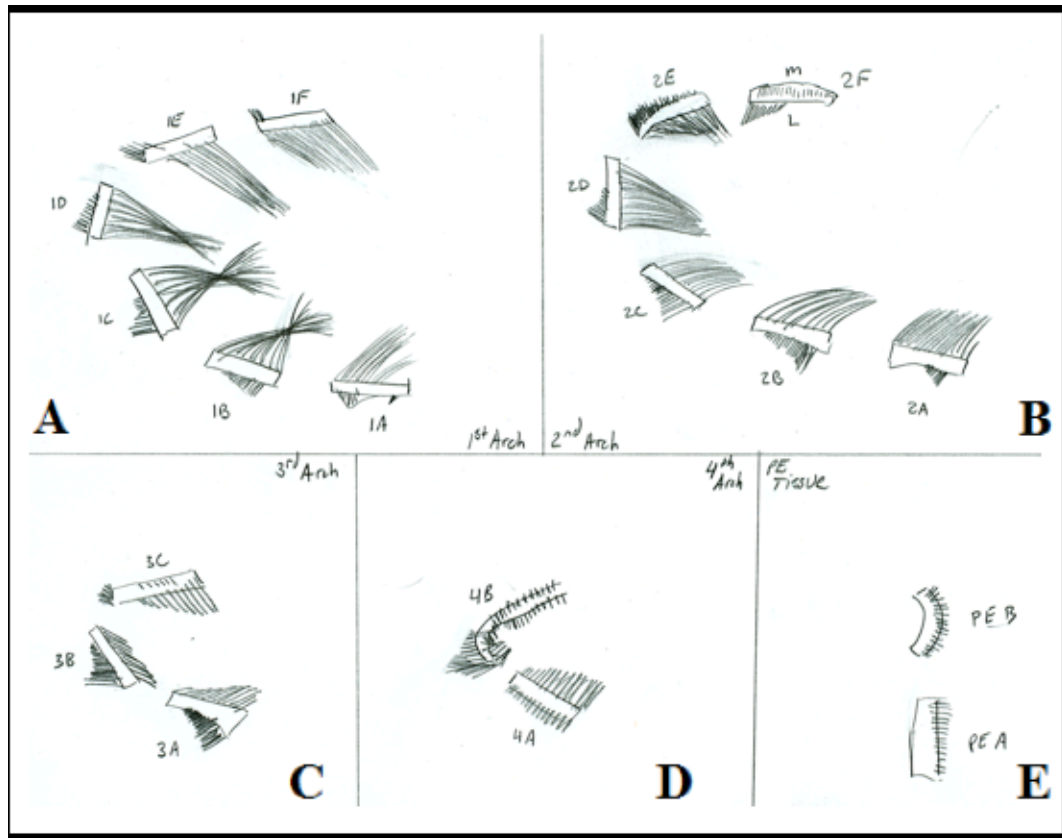 1F
1E
1D
1C
1B
1A
A
1st Arch
2E
m
2F
L
2D
2C
2B
2A
B
2nd Arch
3rd Arch
3C
3B
3A
C
4th
Arch
4B
4A
D
PE
Tissue
PE B
PE A
E